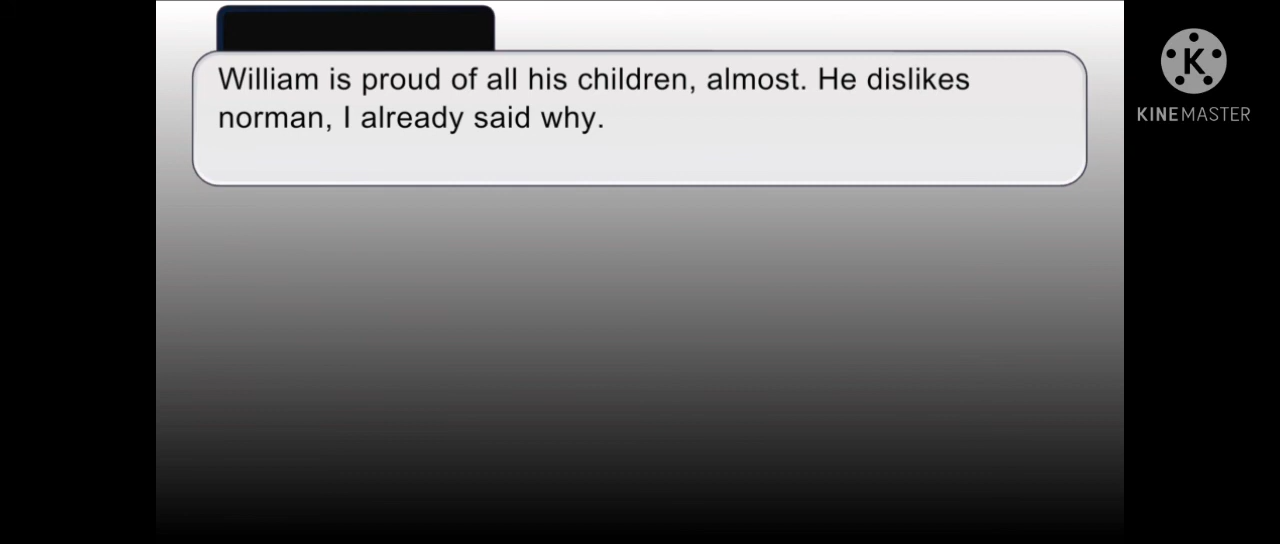 William is proud of all his children, almost. He dislikes
norman, I already said why.
KINEMASTER